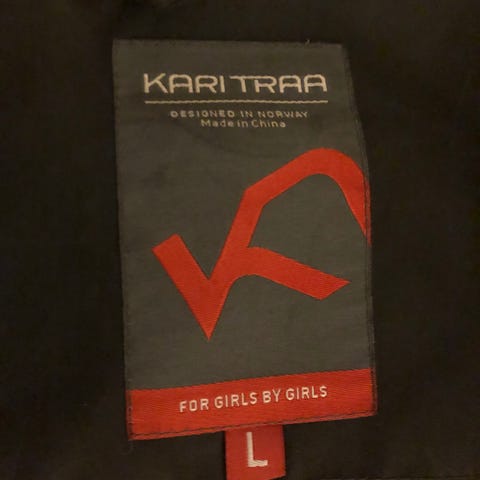 KARI TRAA
DESIGNED IN NORWAY
Made in China
FOR GIRLS BY GIRLS
L